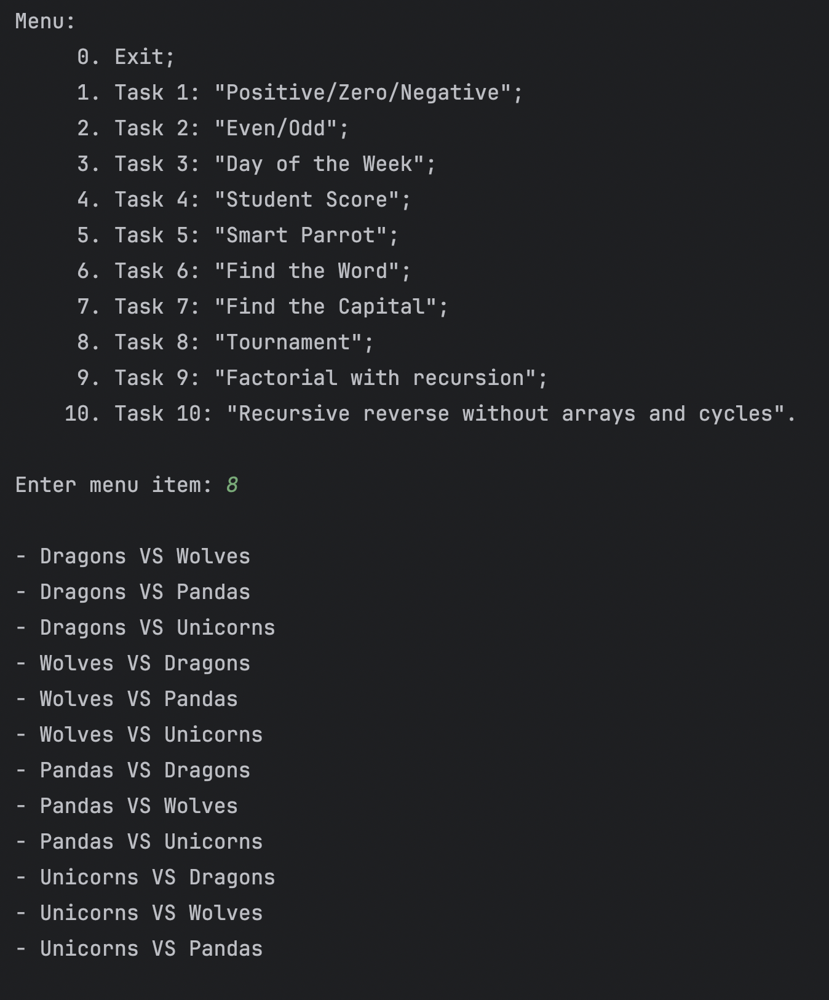 Menu:
0. Exit;
1. Task 1: "Positive/Zero/Negative";
2. Task 2: "Even/Odd";
3. Task 3: "Day of the Week";
4. Task 4: "Student Score";
5. Task 5: "Smart Parrot";
6. Task 6: "Find the Word";
7. Task 7: "Find the Capital";
8. Task 8: "Tournament";
9. Task 9: "Factorial with recursion";
10. Task 10: "Recursive reverse without arrays and cycles".
Enter menu item: 8
- Dragons VS Wolves
- Dragons VS Pandas
- Dragons VS Unicorns
- Wolves VS Dragons
- Wolves VS Pandas
- Wolves VS Unicorns
- Pandas VS Dragons
- Pandas VS Wolves
- Pandas VS Unicorns
- Unicorns VS Dragons
- Unicorns VS Wolves
- Unicorns VS Pandas